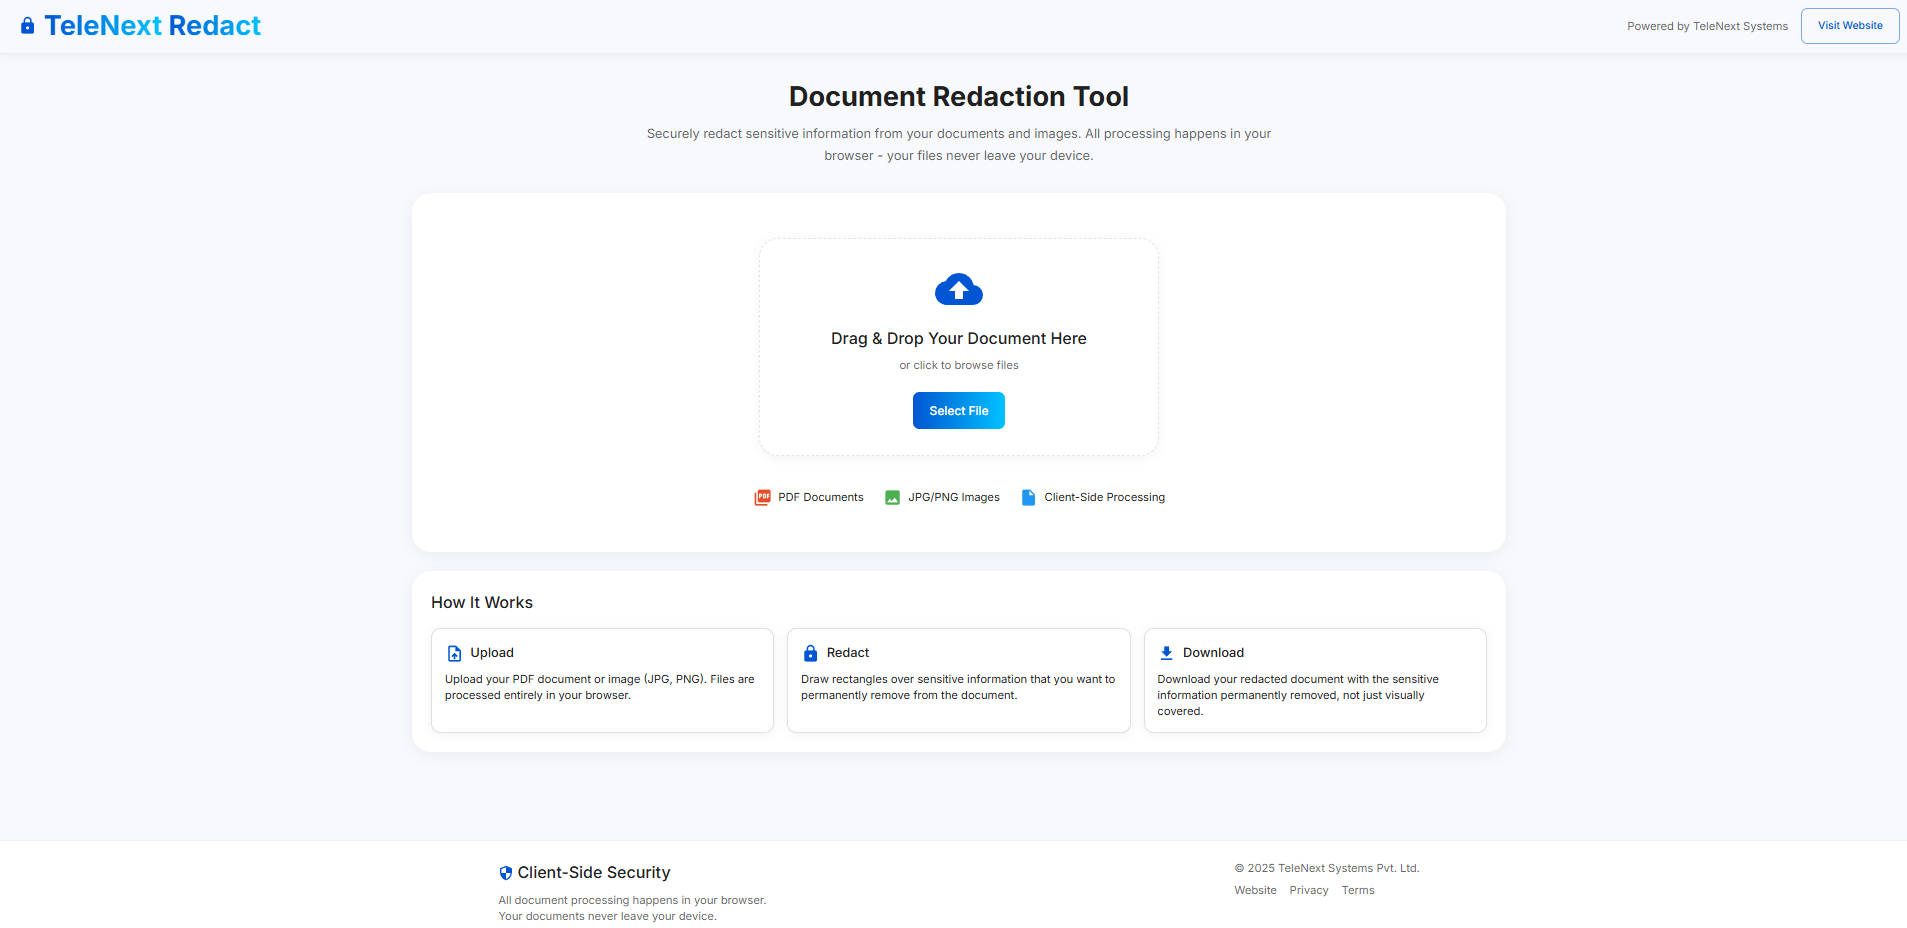 TeleNext Redact
Powered by TeleNext Systems
Visit Website
Document Redaction Tool
Securely redact sensitive information from your documents and images. All processing happens in your
browser - your files never leave your device.
Drag & Drop Your Document Here
or click to browse files
Select File
PDF
PDF Documents
JPG/PNG Images
Client-Side Processing
How It Works
Upload
Upload your PDF document or image (JPG, PNG). Files are
processed entirely in your browser.
Redact
Draw rectangles over sensitive information that you want to
permanently remove from the document.
Download
Download your redacted document with the sensitive
information permanently removed, not just visually
covered.
Client-Side Security
All document processing happens in your browser.
Your documents never leave your device.
© 2025 TeleNext Systems Pvt. Ltd.
Website Privacy Terms